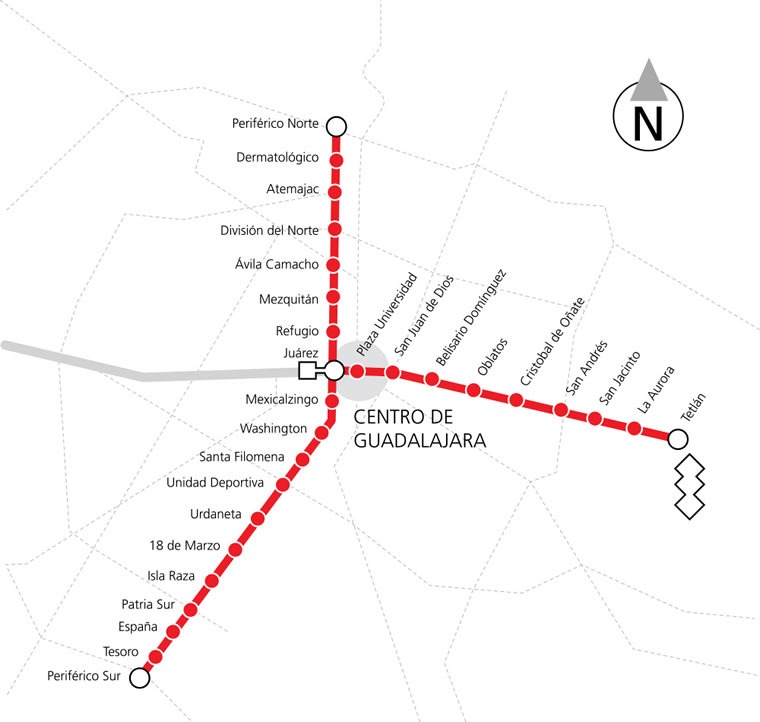 Periférico Norte
N
Dermatológico
Atemajac
División del Norte
Ávila Camacho
Mezquitán
Refugio
Juárez
Plaza Universidad
San Juan de Dios
Belisario Domínguez
Oblatos
Cristobal de Oñate
San Andrés
San Jacinto
La Aurora
Tetlán
Mexicalzingo
CENTRO DE
GUADALAJARA
Washington
Santa Filomena
Unidad Deportiva
Urdaneta
18 de Marzo
Isla Raza
Patria Sur
España
Tesoro
Periférico Sur